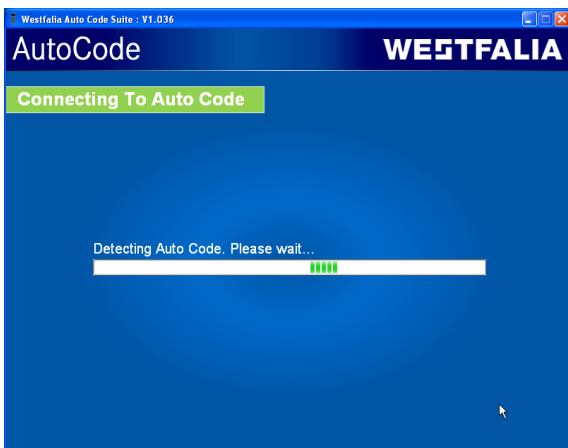 Westfalia Auto Code Suite : V1.036
AutoCode
WESTFALIA
Connecting To Auto Code
Detecting Auto Code. Please wait...